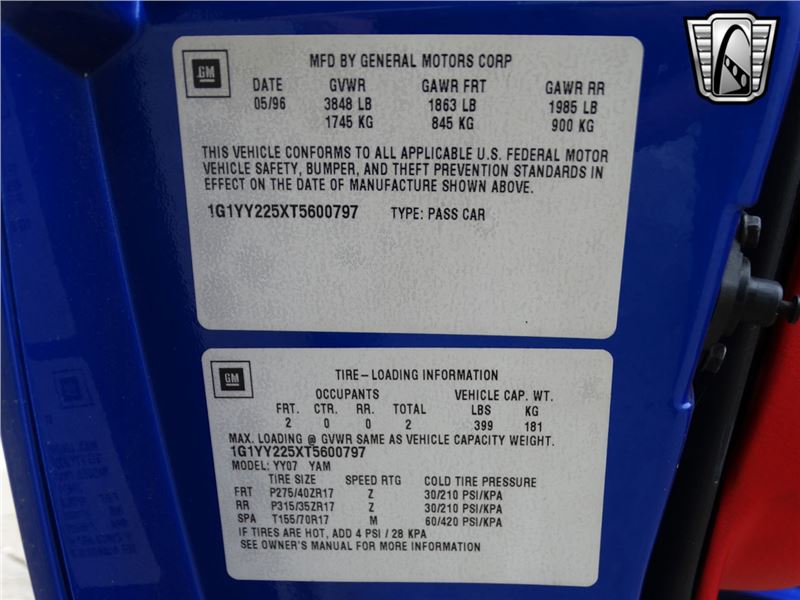 GM
MFD BY GENERAL MOTORS CORP
DATE GVWR GAWR FRT GAWR RR
05/96 3848 LB 1863 LB 1985 LB
1745 KG 845 KG 900 KG
THIS VEHICLE CONFORMS TO ALL APPLICABLE U.S. FEDERAL MOTOR
VEHICLE SAFETY, BUMPER, AND THEFT PREVENTION STANDARDS IN
EFFECT ON THE DATE OF MANUFACTURE SHOWN ABOVE.
1G1YY225XT5600797 TYPE: PASS CAR
GM
TIRE-LOADING INFORMATION
OCCUPANTS VEHICLE CAP. WT.
FRT. CTR. RR. TOTAL LBS KG
2 0 0 2 399 181
MAX. LOADING @ GVWR SAME AS VEHICLE CAPACITY WEIGHT.
1G1YY225XT5600797
MODEL: YY07 YAM
TIRE SIZE SPEED RTG COLD TIRE PRESSURE
FRT P275/40ZR17 Z 30/210 PSI/KPA
RR P315/35ZR17 Z 30/210 PSI/KPA
SPA T155/70R17 M 60/420 PSI/KPA
IF TIRES ARE HOT, ADD 4 PSI / 28 KPA
SEE OWNER'S MANUAL FOR MORE INFORMATION